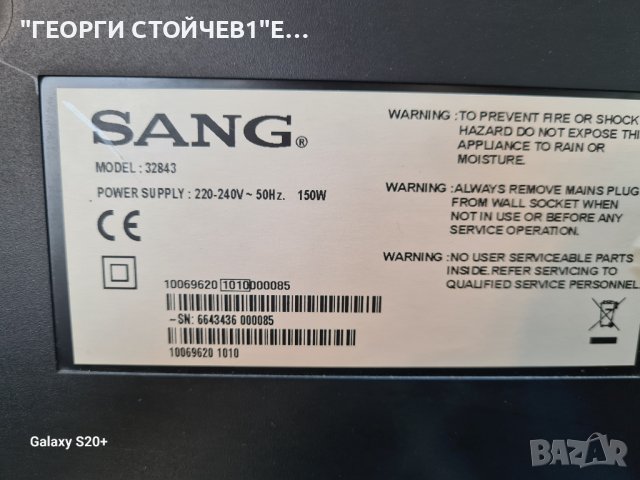 "ГЕОРГИ СТОЙЧЕВ1"Е...
SANG®
MODEL : 32843
POWER SUPPLY : 220-240V ~ 50Hz. 150W
CE
10069620 1010000085
-SN: 6643436 000085
10069620 1010
WARNING :TO PREVENT FIRE OR SHOCK
HAZARD DO NOT EXPOSE THI
APPLIANCE TO RAIN OR
MOISTURE.
WARNING :ALWAYS REMOVE MAINS PLUG
FROM WALL SOCKET WHEN
NOT IN USE OR BEFORE ANY
SERVICE OPERATION.
WARNING :NO USER SERVICEABLE PARTS
INSIDE.REFER SERVICING TO
QUALIFIED SERVICE PERSONNEL
Galaxy S20+
BAZAR